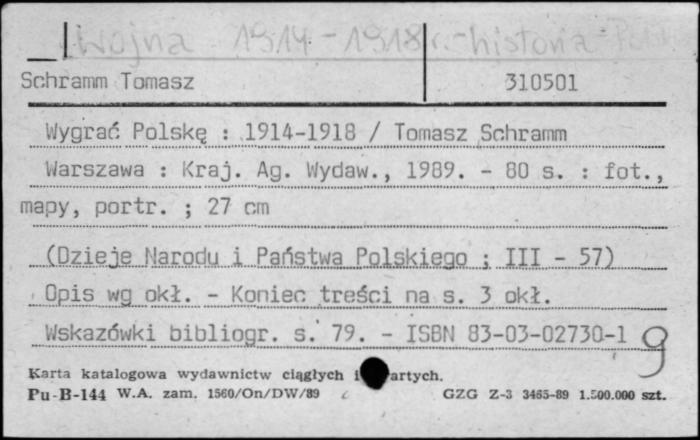 Wojna 1914-1918 r. - historia
Schramm Tomasz 310501
Wygrać Polskę : 1914-1918 / Tomasz Schramm
Warszawa : Kraj. Ag. Wydaw., 1989. - 80 s. : fot.,
mapy, portr. ; 27 cm
(Dzieje Narodu i Państwa Polskiego ; III - 57)
Opis wg okł. - Koniec treści na s. 3 okł.
Wskazówki bibliogr. s. 79. - ISBN 83-03-02730-1 g
Karta katalogowa wydawnictw ciągłych i artych.
Pu-B-144 W.A. zam. 1560/On/DW/89 GZG Z-3 3465-89 1.500.000 szt.